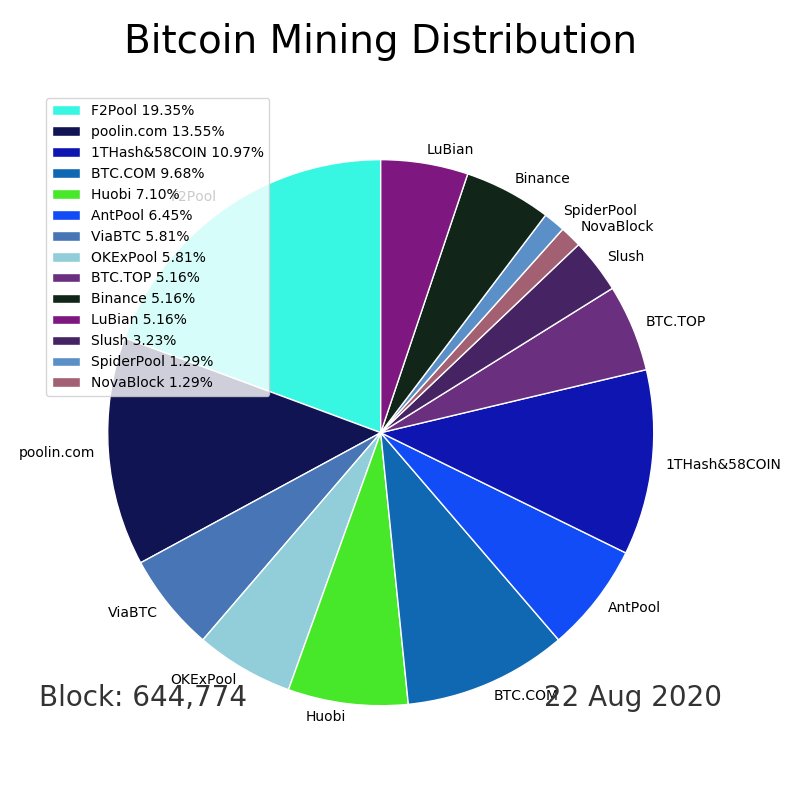 Bitcoin Mining Distribution
F2Pool 19.35%
poolin.com 13.55%
1THash&58COIN 10.97%
BTC.COM 9.68%
Huobi 7.10%
AntPool 6.45%
ViaBTC 5.81%
OKExPool 5.81%
BTC.TOP 5.16%
Binance 5.16%
LuBian 5.16%
Slush 3.23%
SpiderPool 1.29%
NovaBlock 1.29%
F2Pool
LuBian
Binance
SpiderPool
NovaBlock
Slush
BTC.TOP
1THash&58COIN
AntPool
BTC.COM
Huobi
OKExPool
ViaBTC
poolin.com
Block: 644,774
22 Aug 2020